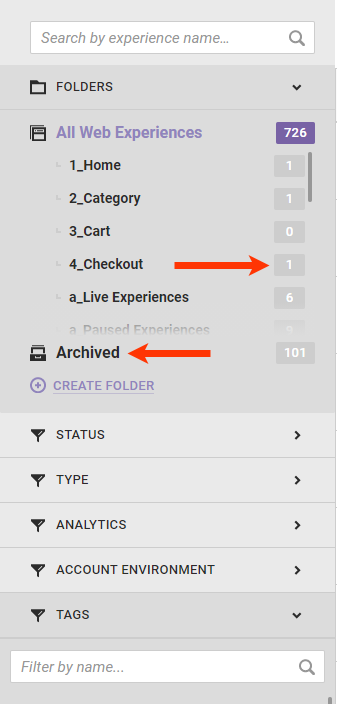 Search by experience name...
FOLDERS
All Web Experiences 726
1_Home 1
2_Category 1
3_Cart 0
4_Checkout 1
a_Live Experiences 6
a_Paused Experiences 9
Archived 101
CREATE FOLDER
STATUS
TYPE
ANALYTICS
ACCOUNT ENVIRONMENT
TAGS
Filter by name...